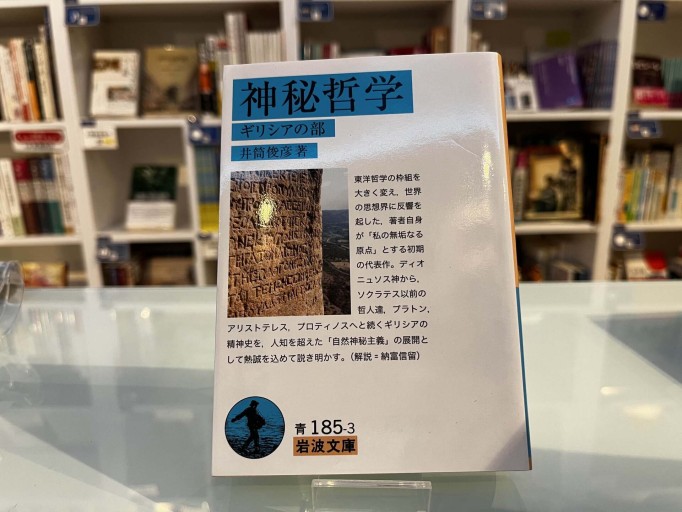 神秘哲学
ギリシアの部
井筒俊彦著
東洋哲学の枠組を
大きく変え、世界
の思想界に反響を
起した、著者自身
が「私の無垢なる
原点」とする初期
の代表作。ディオ
ニュソス神から、
ソクラテス以前の
哲人達、プラトン、
アリストテレス、プロティノスへと続くギリシアの
精神史を、人知を超えた「自然神秘主義」の展開と
して熱誠を込めて説き明かす。（解説＝納富信留）
青 185-3
岩波文庫